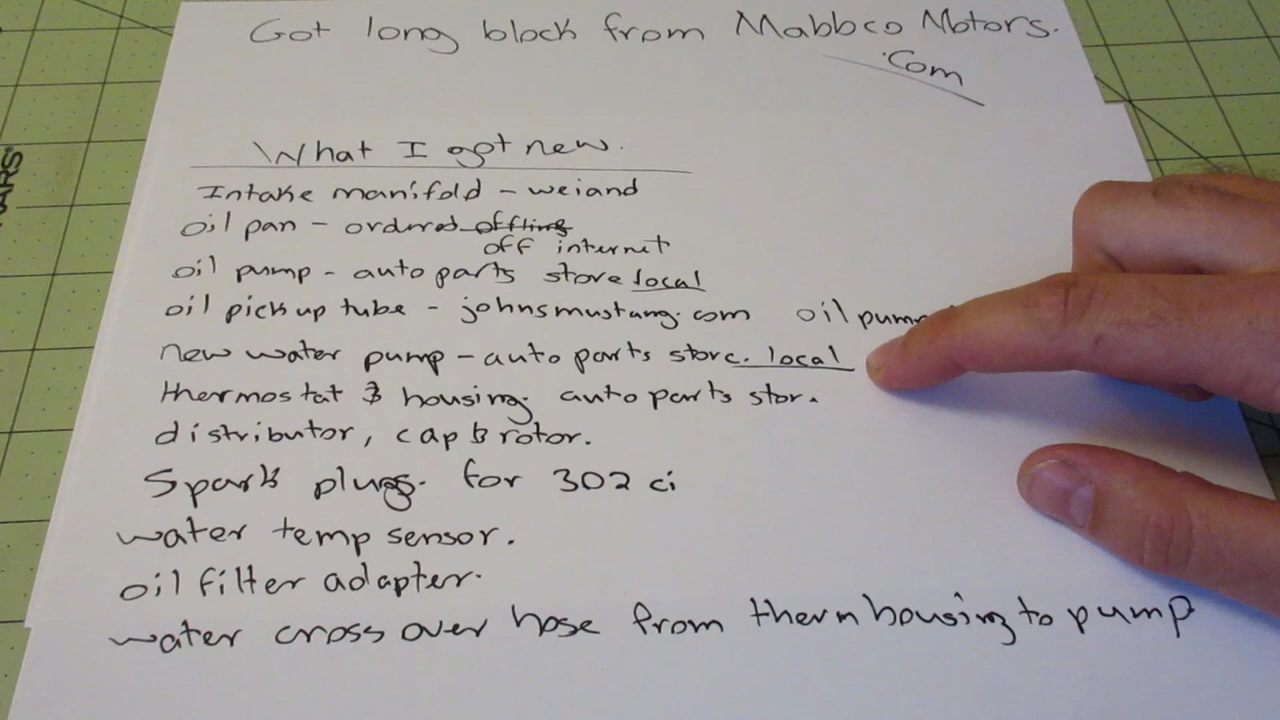 Got long block from Mabbco Motors.
.Com
What I got new.
Intake manifold - weiand
oil pan - ordered offline
off internet
oil pump - auto parts store local
oil pick up tube - johnsmustang.com oil pump
new water pump - auto parts store. local
thermostat & housing. auto parts stor.
distributor, cap & rotor.
Spark plugs. for 302 ci
water temp sensor.
oil filter adapter.
water cross over hose from therm housing to pump